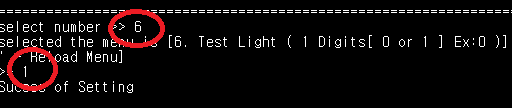 select number >> 6
selected the menu is [6. Test Light ( 1 Digits[ 0 or 1 ] Ex:0 )]
' - Reload Menu]
> 1
Sucess of Setting